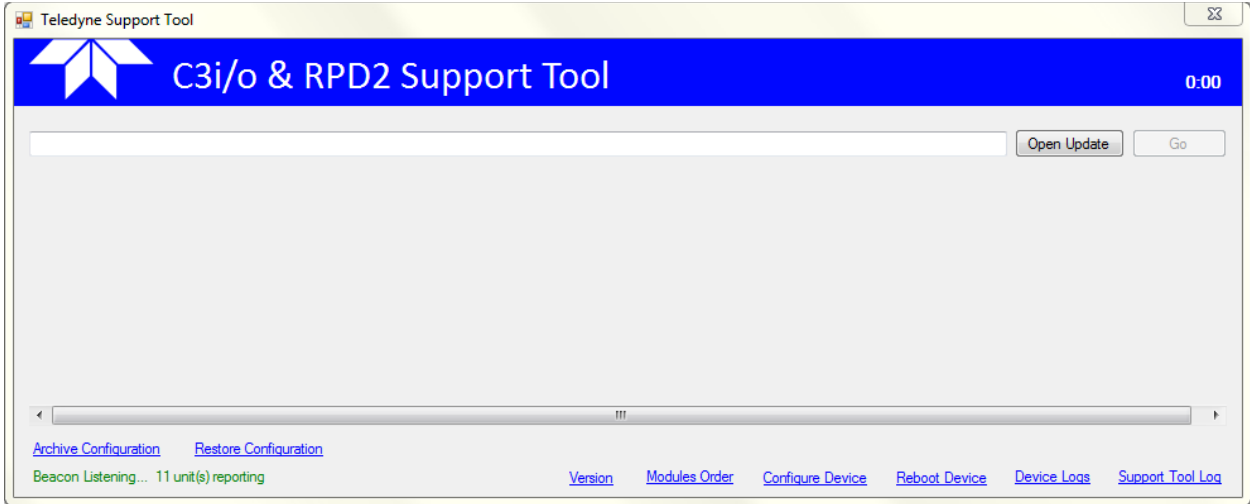 Teledyne Support Tool
C3i/o & RPD2 Support Tool
0:00
Open Update
Go
Archive Configuration
Restore Configuration
Beacon Listening... 11 unit(s) reporting
Version
Modules Order
Configure Device
Reboot Device
Device Logs
Support Tool Log